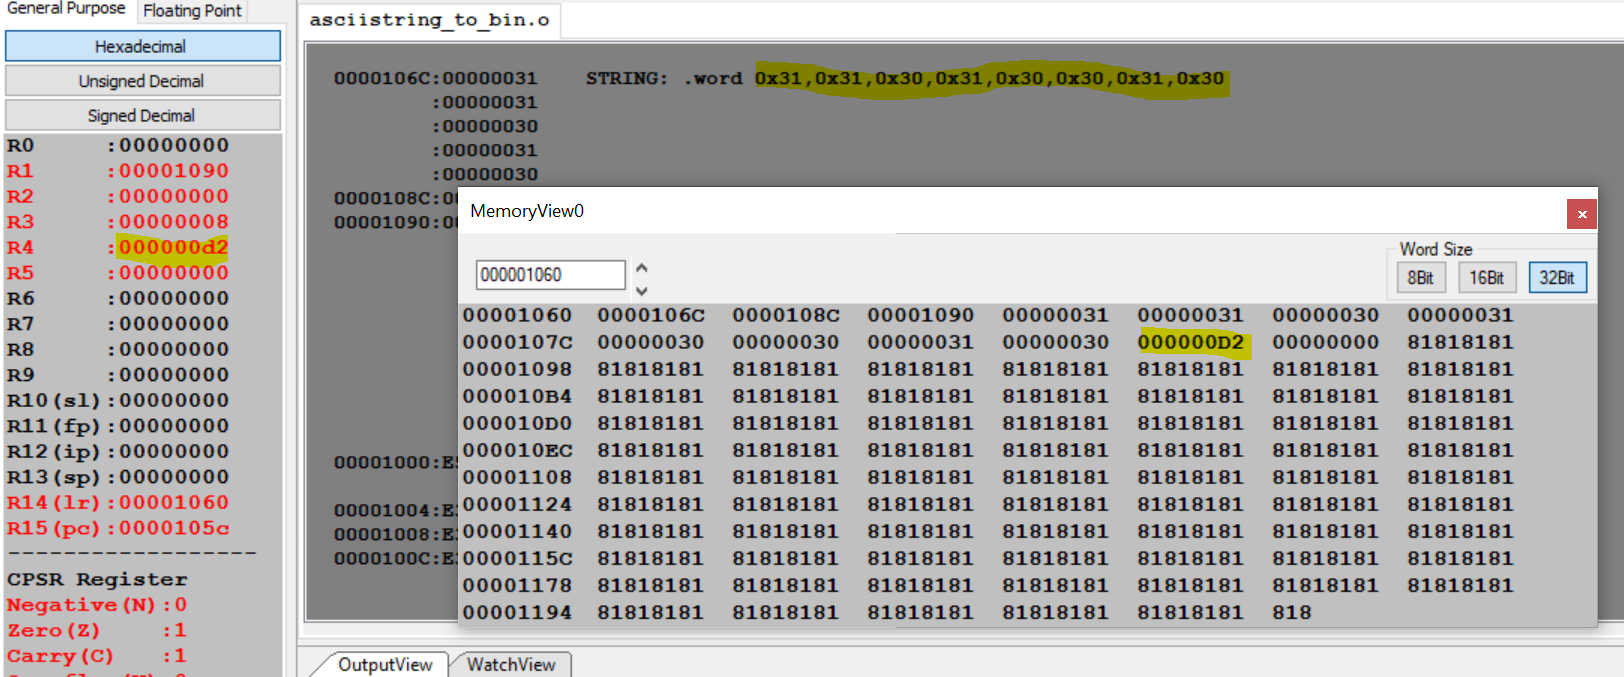 General Purpose
Floating Point
Hexadecimal
Unsigned Decimal
Signed Decimal
R0 :00000000
R1 :00001090
R2 :00000000
R3 :00000008
R4 :000000d2
R5 :00000000
R6 :00000000
R7 :00000000
R8 :00000000
R9 :00000000
R10(sl):00000000
R11(fp):00000000
R12(ip):00000000
R13(sp):00000000
R14(lr):00001060
R15(pc):0000105c
------------------
CPSR Register
Negative(N):0
Zero(Z) :1
Carry(C) :1
asciistring_to_bin.o
0000106C:00000031 STRING: .word 0x31,0x31,0x30,0x31,0x30,0x30,0x31,0x30
:00000031
:00000030
:00000031
:00000030
0000108C:0
00001090:0
00001000:E
00001004:E
00001008:E
0000100C:E
MemoryView0
x
000001060
Word Size
8Bit
16Bit
32Bit
00001060 0000106C 0000108C 00001090 00000031 00000031 00000030 00000031
0000107C 00000030 00000030 00000031 00000030 000000D2 00000000 81818181
00001098 81818181 81818181 81818181 81818181 81818181 81818181 81818181
000010B4 81818181 81818181 81818181 81818181 81818181 81818181 81818181
000010D0 81818181 81818181 81818181 81818181 81818181 81818181 81818181
000010EC 81818181 81818181 81818181 81818181 81818181 81818181 81818181
00001108 81818181 81818181 81818181 81818181 81818181 81818181 81818181
00001124 81818181 81818181 81818181 81818181 81818181 81818181 81818181
00001140 81818181 81818181 81818181 81818181 81818181 81818181 81818181
0000115C 81818181 81818181 81818181 81818181 81818181 81818181 81818181
00001178 81818181 81818181 81818181 81818181 81818181 81818181 81818181
00001194 81818181 81818181 81818181 81818181 81818181 818
OutputView
WatchView